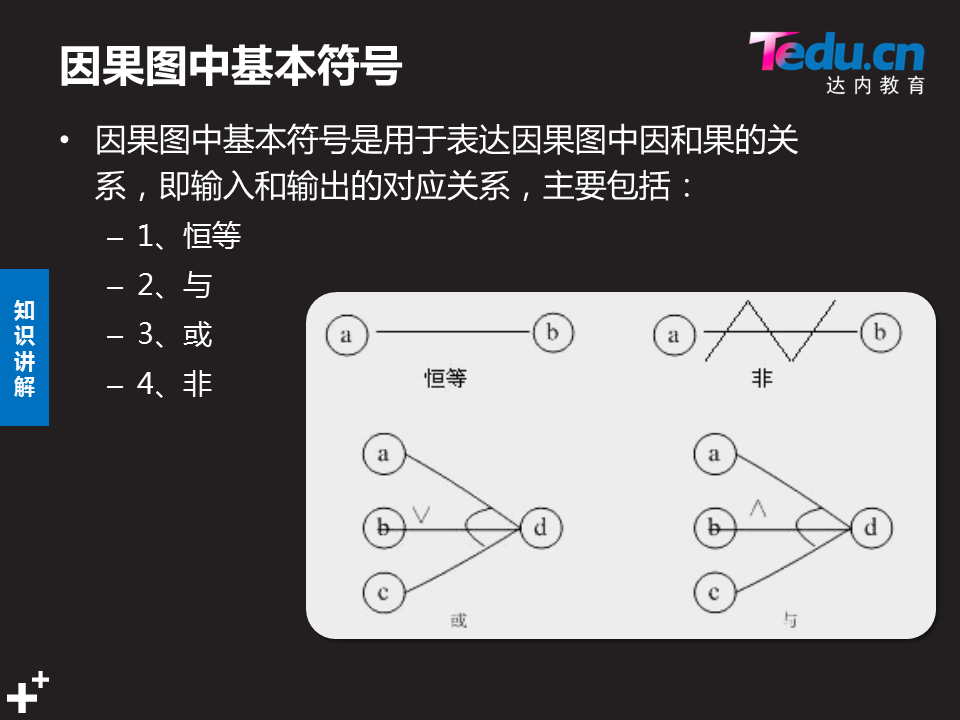 因果图中基本符号
Tedu.cn
达内教育
• 因果图中基本符号是用于表达因果图中因和果的关
系，即输入和输出的对应关系，主要包括：
– 1、恒等
– 2、与
– 3、或
– 4、非
知
识
讲
解
a b
恒等
a b
非
a
b ∨ d
c
或
a
b ∧ d
c
与